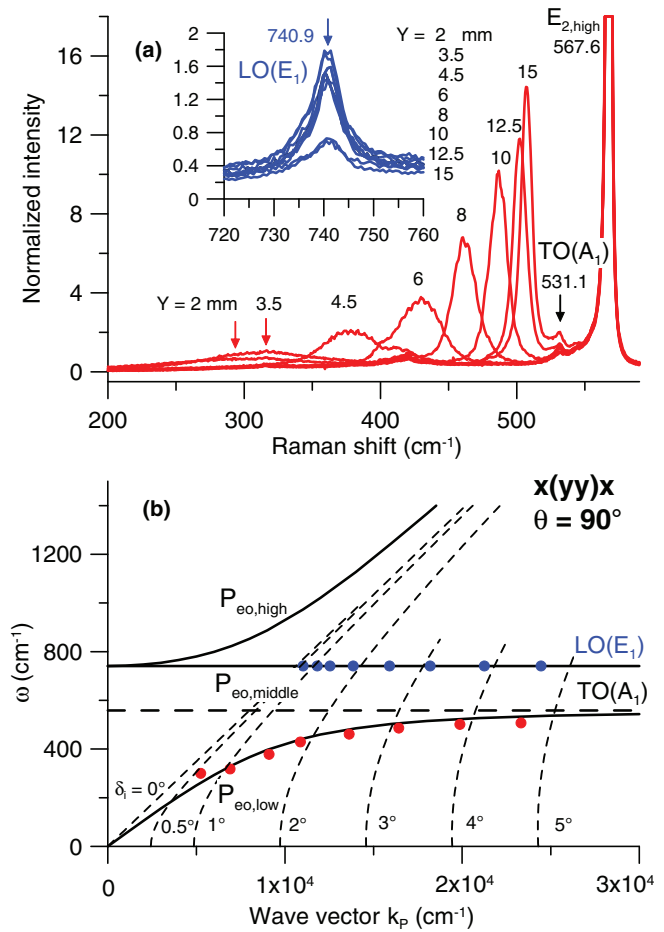 (a)
740.9
LO(E₁)
Y = 2 mm
3.5
4.5
6
8
10
12.5
15
E₂,high
567.6
2
1.6
1.2
0.8
0.4
0
720 730 740 750 760
Y = 2 mm
3.5
4.5
6
8
10
12.5
15
TO(A₁)
531.1
16
12
8
4
0
Normalized intensity
200 300 400 500
Raman shift (cm⁻¹)
(b)
x(yy)x
θ = 90°
Pₑₒ,high
LO(E₁)
Pₑₒ,middle
TO(A₁)
Pₑₒ,low
δᵢ = 0°
0.5°
1°
2°
3°
4°
5°
1200
800
400
0
ω (cm⁻¹)
0 1x10⁴ 2x10⁴ 3x10⁴
Wave vector kₚ (cm⁻¹)